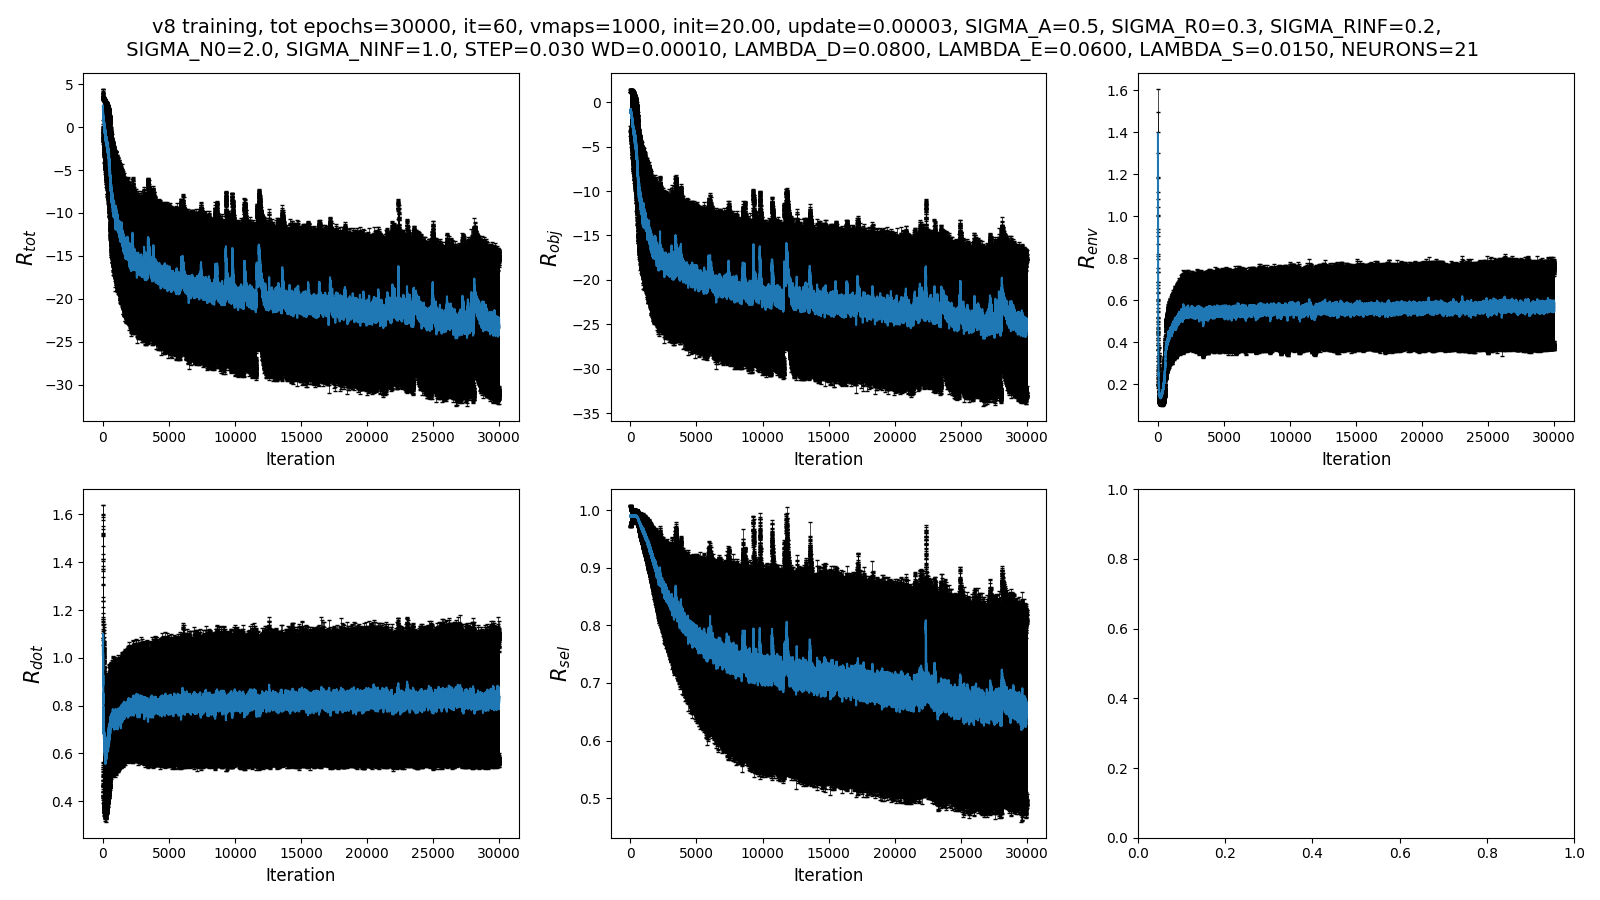 v8 training, tot epochs=30000, it=60, vmaps=1000, init=20.00, update=0.00003, SIGMA_A=0.5, SIGMA_R0=0.3, SIGMA_RINF=0.2,
SIGMA_N0=2.0, SIGMA_NINF=1.0, STEP=0.030 WD=0.00010, LAMBDA_D=0.0800, LAMBDA_E=0.0600, LAMBDA_S=0.0150, NEURONS=21
5
0
−5
−10
−15
−20
−25
−30
R_tot
0 5000 10000 15000 20000 25000 30000
Iteration
0
−5
−10
−15
−20
−25
−30
−35
R_obj
0 5000 10000 15000 20000 25000 30000
Iteration
1.6
1.4
1.2
1.0
0.8
0.6
0.4
0.2
R_env
0 5000 10000 15000 20000 25000 30000
Iteration
1.6
1.4
1.2
1.0
0.8
0.6
0.4
R_dot
0 5000 10000 15000 20000 25000 30000
Iteration
1.0
0.9
0.8
0.7
0.6
0.5
R_sel
0 5000 10000 15000 20000 25000 30000
Iteration
1.0
0.8
0.6
0.4
0.2
0.0
0.0 0.2 0.4 0.6 0.8 1.0